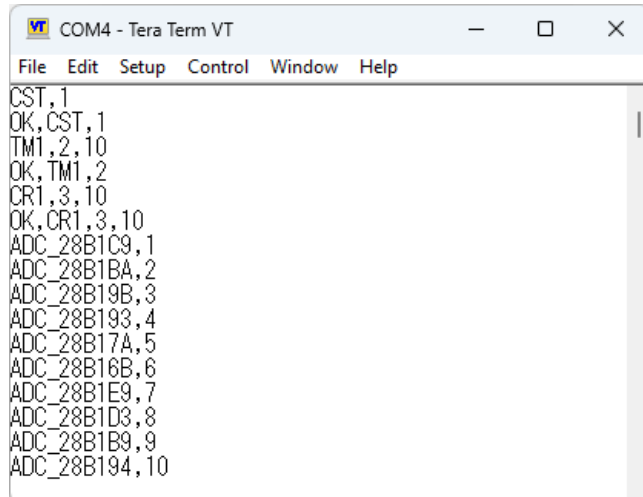 COM4 - Tera Term VT
File Edit Setup Control Window Help
CST,1
OK,CST,1
TM1,2,10
OK,TM1,2
CR1,3,10
OK,CR1,3,10
ADC_28B1C9,1
ADC_28B1BA,2
ADC_28B19B,3
ADC_28B193,4
ADC_28B17A,5
ADC_28B16B,6
ADC_28B1E9,7
ADC_28B1D3,8
ADC_28B1B9,9
ADC_28B194,10